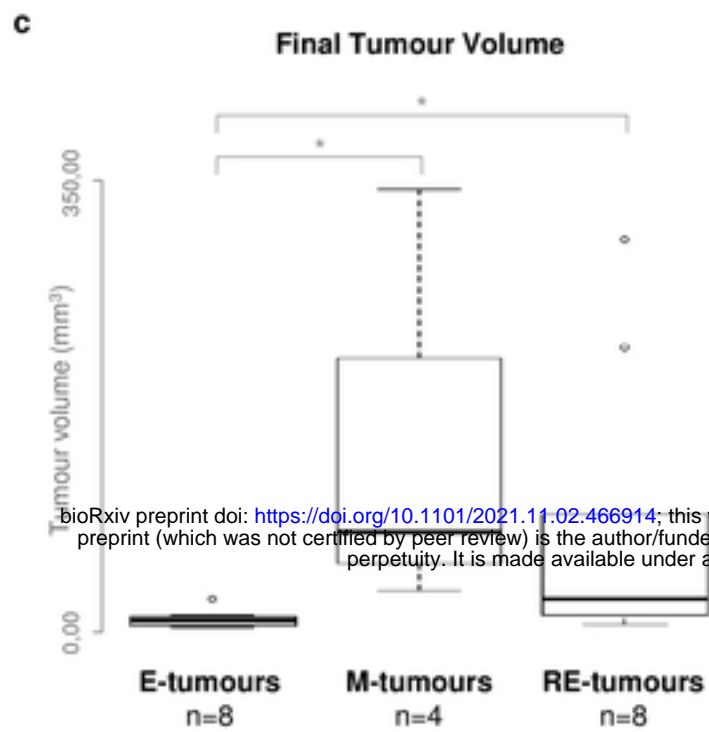 c
Final Tumour Volume
*
*
350.00
Tumour volume (mm³)
bioRxiv preprint doi: https://doi.org/10.1101/2021.11.02.466914; this
preprint (which was not certified by peer review) is the author/funde
perpetuity. It is made available under a
0.00
E-tumours M-tumours RE-tumours
n=8 n=4 n=8